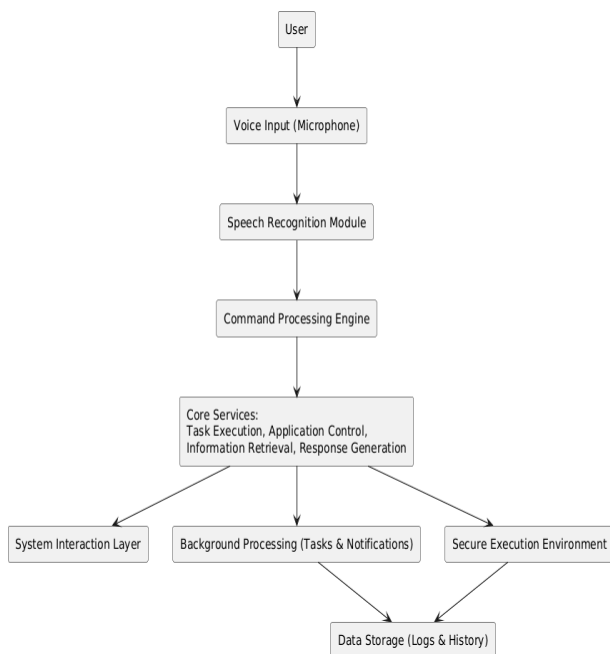 User
Voice Input (Microphone)
Speech Recognition Module
Command Processing Engine
Core Services:
Task Execution, Application Control,
Information Retrieval, Response Generation
System Interaction Layer
Background Processing (Tasks & Notifications)
Secure Execution Environment
Data Storage (Logs & History)